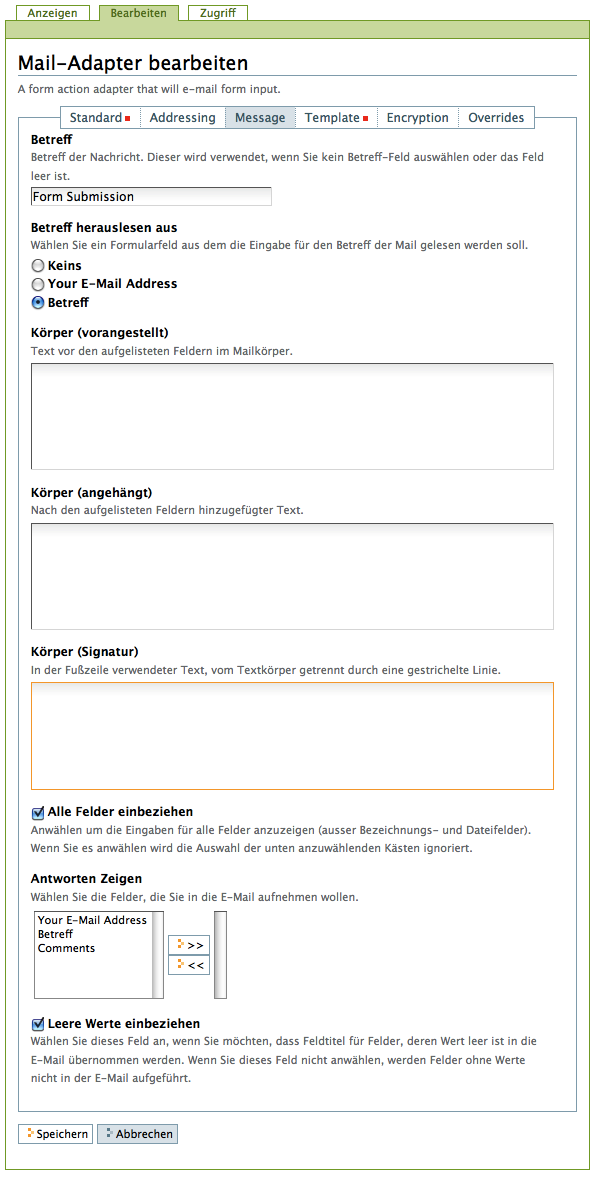 Anzeigen Bearbeiten Zugriff
Mail-Adapter bearbeiten
A form action adapter that will e-mail form input.
Standard Addressing Message Template Encryption Overrides
Betreff
Betreff der Nachricht. Dieser wird verwendet, wenn Sie kein Betreff-Feld auswählen oder das Feld
leer ist.
Form Submission
Betreff herauslesen aus
Wählen Sie ein Formularfeld aus dem die Eingabe für den Betreff der Mail gelesen werden soll.
Keins
Your E-Mail Address
Betreff
Körper (vorangestellt)
Text vor den aufgelisteten Feldern im Mailkörper.
Körper (angehängt)
Nach den aufgelisteten Feldern hinzugefügter Text.
Körper (Signatur)
In der Fußzeile verwendeter Text, vom Textkörper getrennt durch eine gestrichelte Linie.
Alle Felder einbeziehen
Anwählen um die Eingaben für alle Felder anzuzeigen (ausser Bezeichnungs- und Dateifelder).
Wenn Sie es anwählen wird die Auswahl der unten anzuwählenden Kästen ignoriert.
Antworten Zeigen
Wählen Sie die Felder, die Sie in die E-Mail aufnehmen wollen.
Your E-Mail Address
Betreff
Comments
>>
<<
Leere Werte einbeziehen
Wählen Sie dieses Feld an, wenn Sie möchten, dass Feldtitel für Felder, deren Wert leer ist in die
E-Mail übernommen werden. Wenn Sie dieses Feld nicht anwählen, werden Felder ohne Werte
nicht in der E-Mail aufgeführt.
Speichern Abbrechen